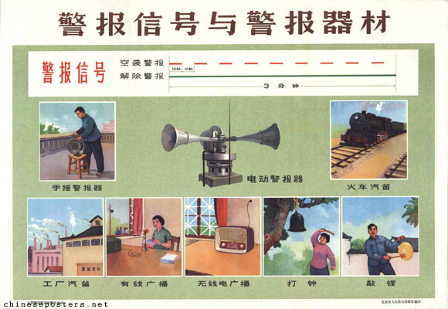 警报信号与警报器材
警报信号
空袭警报
解除警报
3 分 钟
手摇警报器
电动警报器
火车汽笛
工厂汽笛
有线广播
无线电广播
打 钟
敲 锣
chineseposters.net